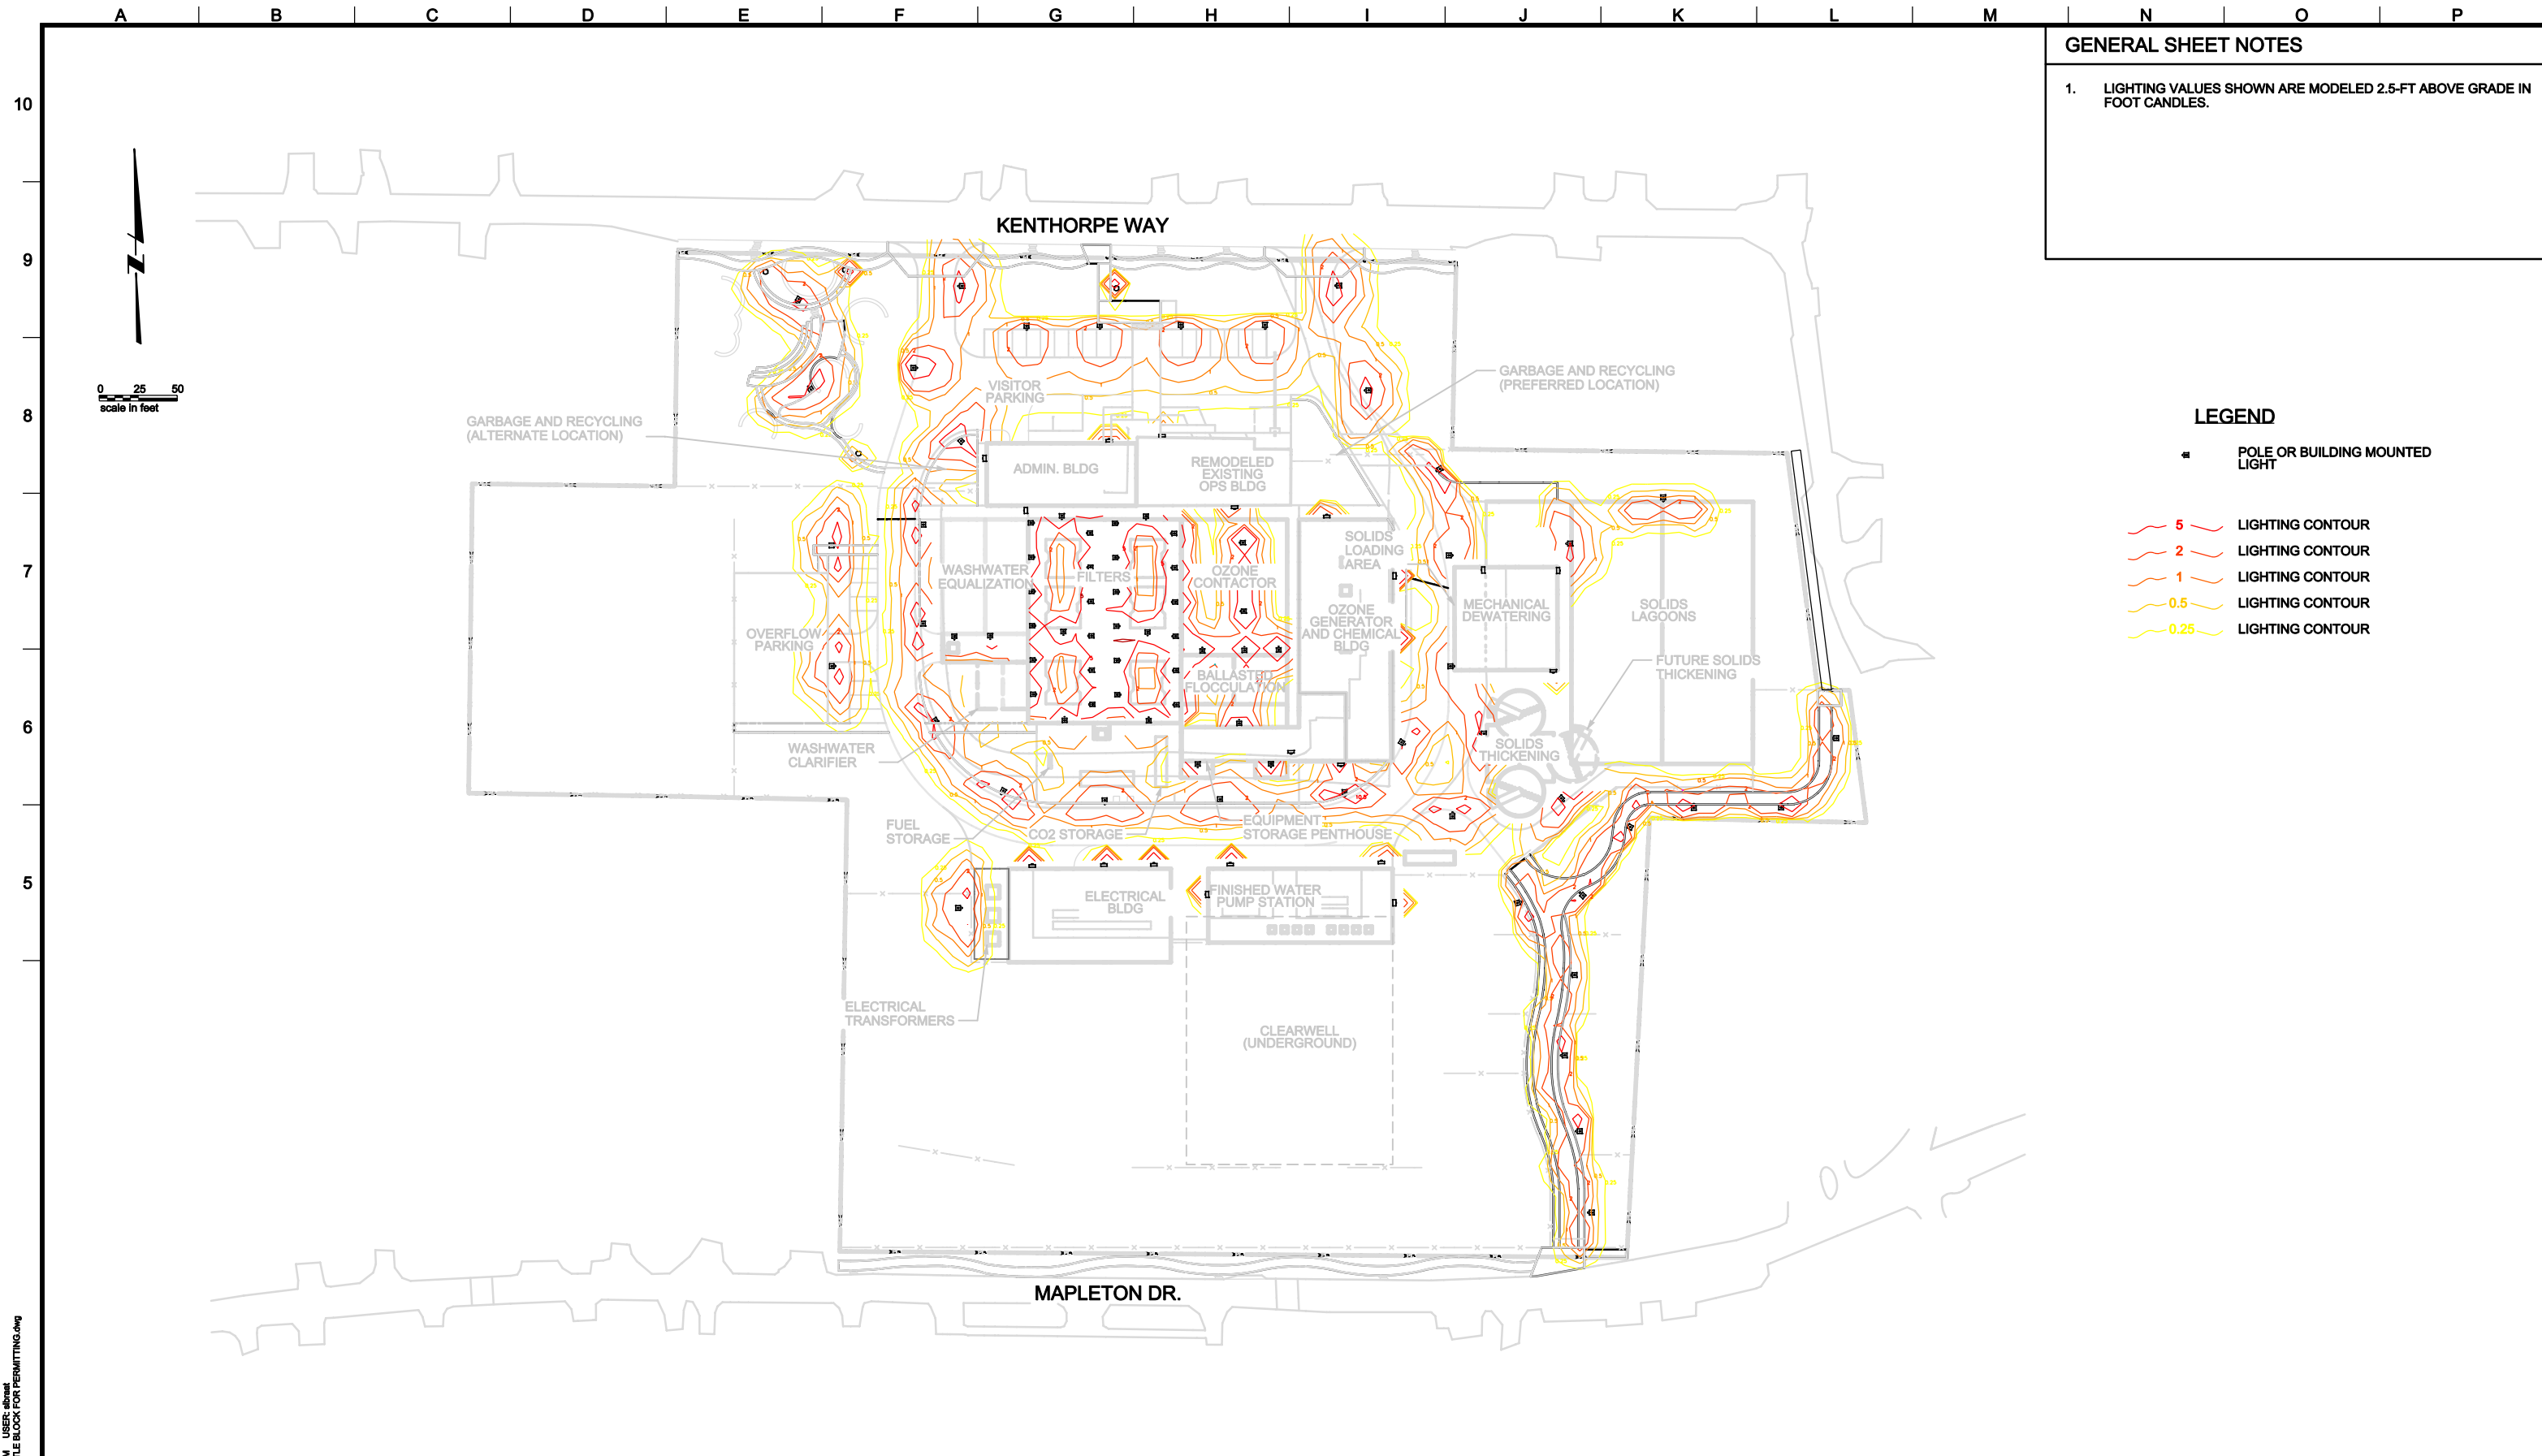 A B C D E F G H I J K L M N O P
GENERAL SHEET NOTES
1. LIGHTING VALUES SHOWN ARE MODELED 2.5-FT ABOVE GRADE IN
FOOT CANDLES.
10
9
8
7
6
5
KENTHORPE WAY
0 25 50
scale in feet
GARBAGE AND RECYCLING
(PREFERRED LOCATION)
VISITOR
PARKING
GARBAGE AND RECYCLING
(ALTERNATE LOCATION)
ADMIN. BLDG
REMODELED
EXISTING
OPS BLDG
LEGEND
POLE OR BUILDING MOUNTED
LIGHT
5 LIGHTING CONTOUR
2 LIGHTING CONTOUR
1 LIGHTING CONTOUR
0.5 LIGHTING CONTOUR
0.25 LIGHTING CONTOUR
SOLIDS
LOADING
AREA
WASHWATER
EQUALIZATION
FILTERS
OZONE
CONTACTOR
OZONE
GENERATOR
AND CHEMICAL
BLDG
MECHANICAL
DEWATERING
SOLIDS
LAGOONS
OVERFLOW
PARKING
FUTURE SOLIDS
THICKENING
BALLASTED
FLOCCULATION
WASHWATER
CLARIFIER
SOLIDS
THICKENING
FUEL
STORAGE
CO2 STORAGE
EQUIPMENT
STORAGE PENTHOUSE
ELECTRICAL
BLDG
FINISHED WATER
PUMP STATION
ELECTRICAL
TRANSFORMERS
CLEARWELL
(UNDERGROUND)
MAPLETON DR.
USER:
TLE BLOCK FOR PERMITTING.dwg